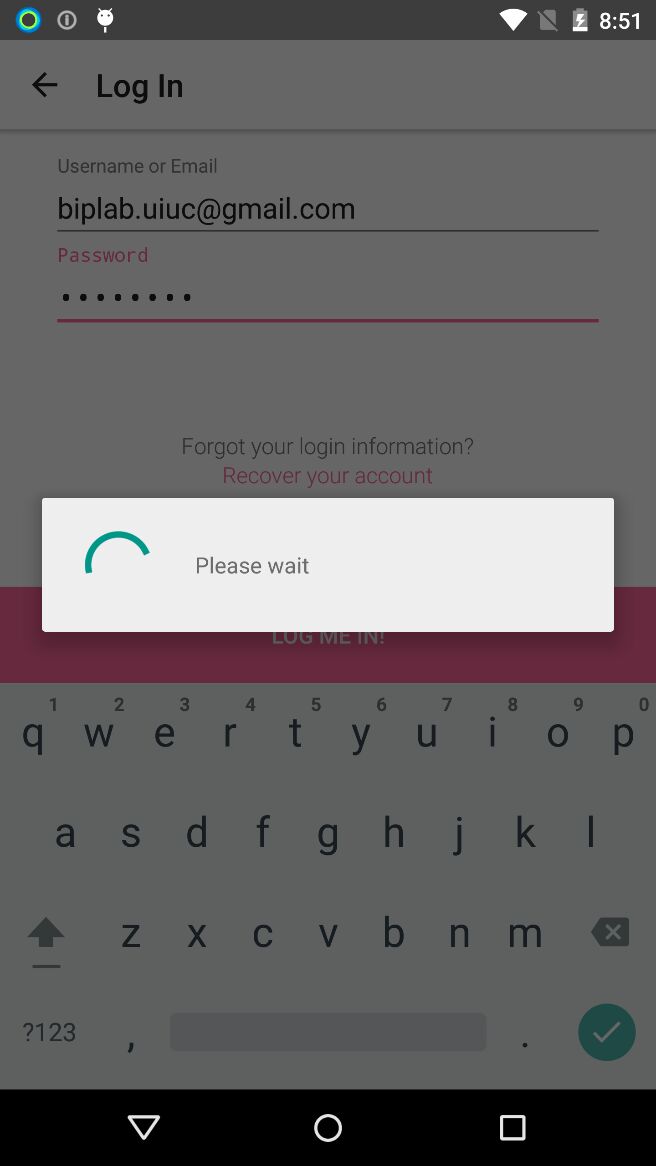 8:51
Log In
Username or Email
biplab.uiuc@gmail.com
Password
••••••••
Forgot your login information?
Recover your account
Please wait
LOG ME IN!
1 2 3 4 5 6 7 8 9 0
q w e r t y u i o p
a s d f g h j k l
z x c v b n m
?123 , .